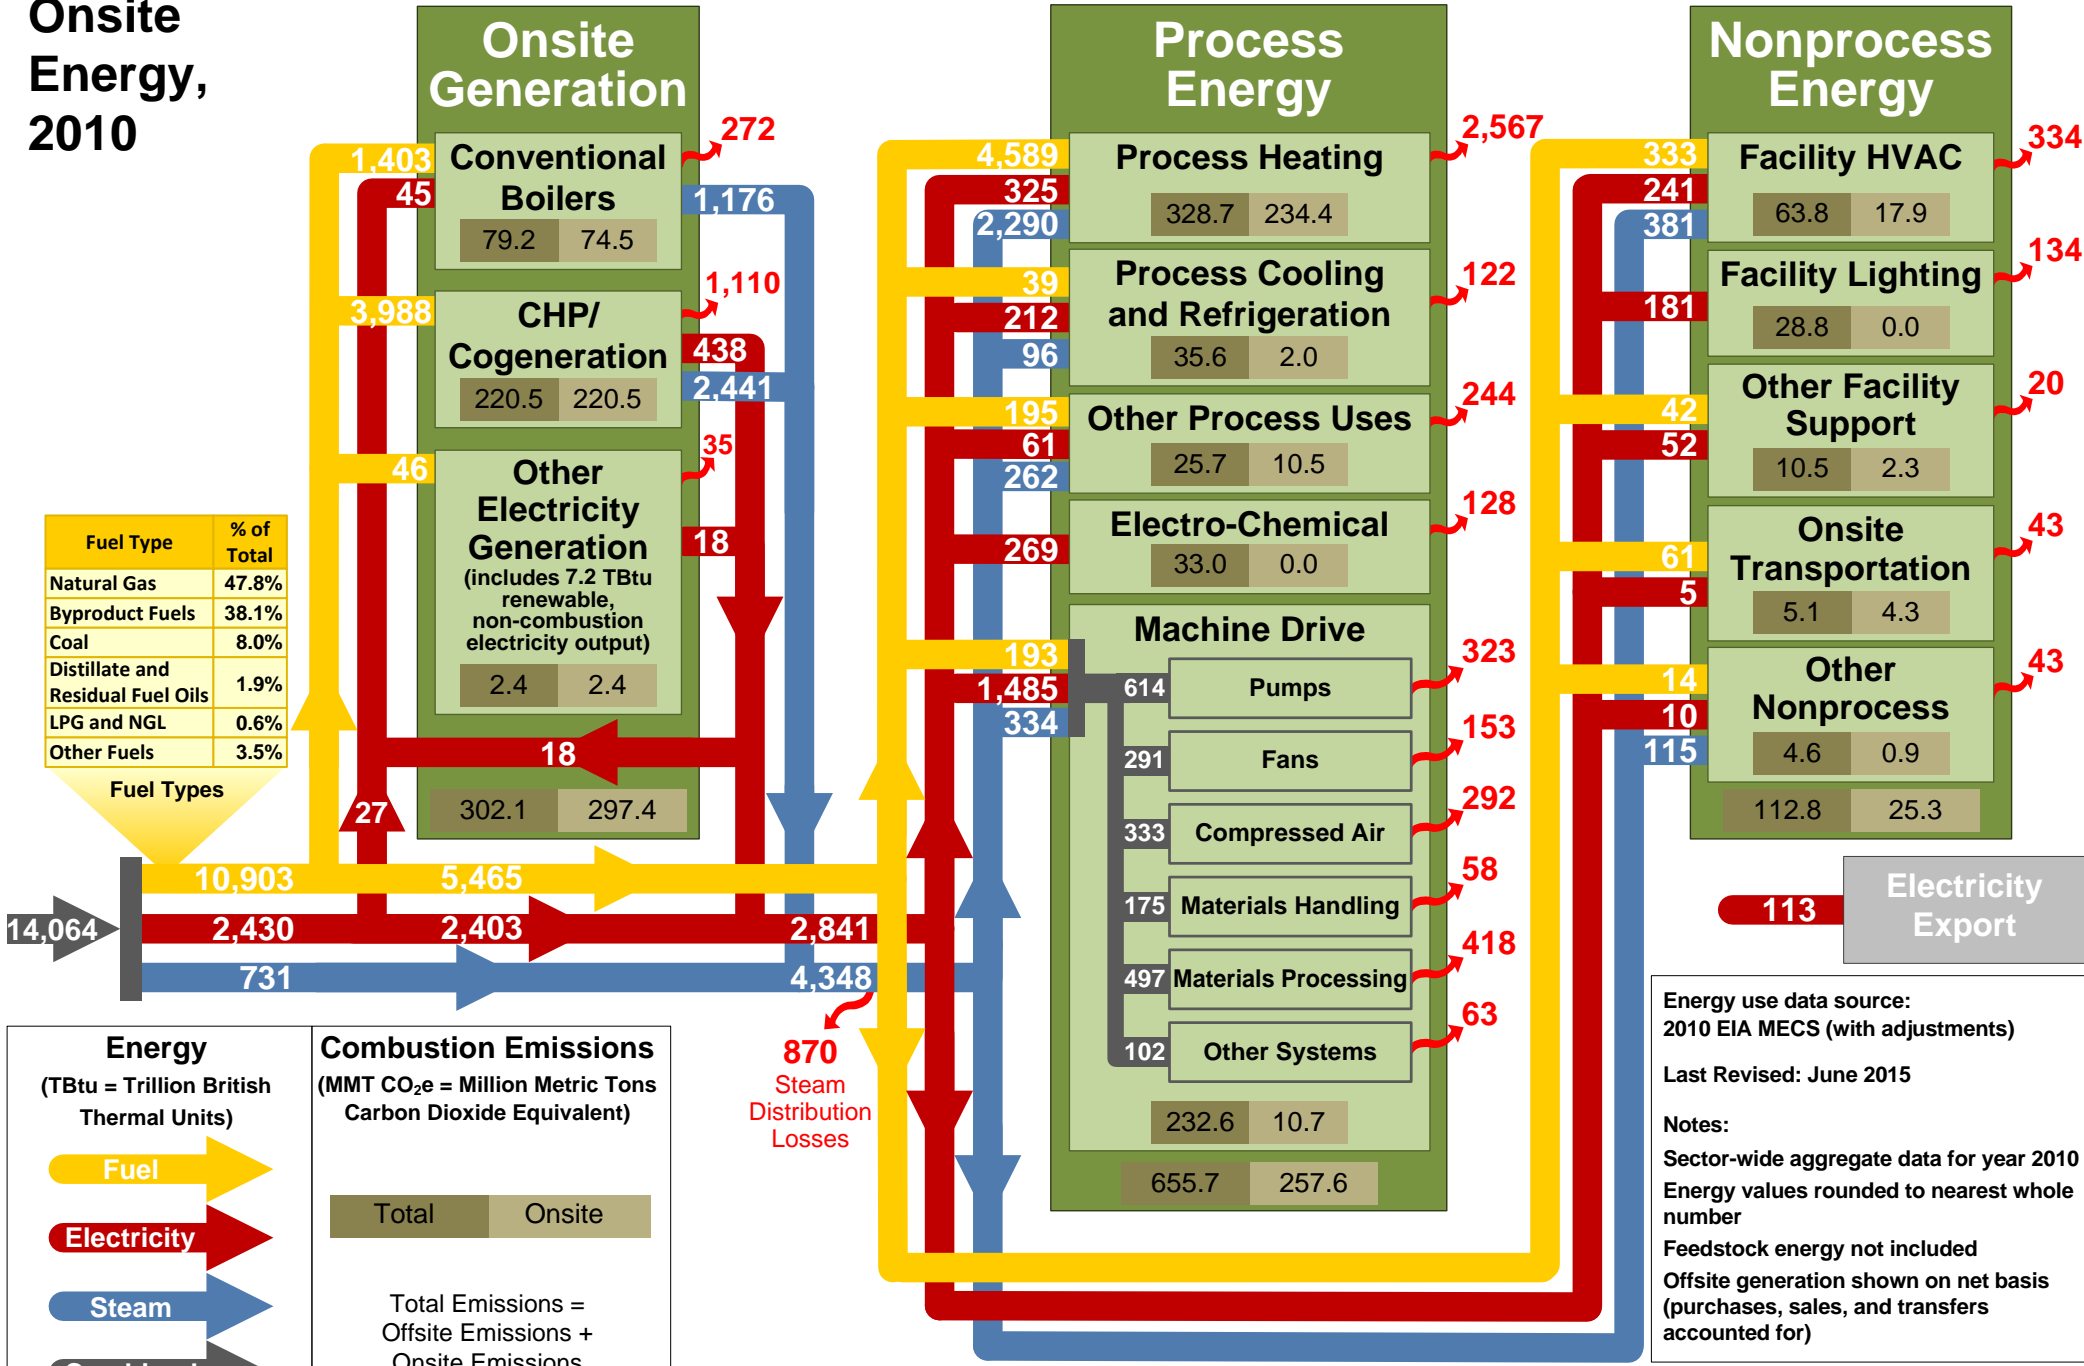 Onsite
Energy,
2010
Onsite
Generation
1,403
45
Conventional
Boilers
79.2 74.5
272
1,176
3,988
CHP/
Cogeneration
220.5 220.5
1,110
438
2,441
46
Other
Electricity
Generation
(includes 7.2 TBtu
renewable,
non-combustion
electricity output)
2.4 2.4
35
18
18
27
302.1 297.4
Fuel Type % of Total
Natural Gas 47.8%
Byproduct Fuels 38.1%
Coal 8.0%
Distillate and
Residual Fuel Oils 1.9%
LPG and NGL 0.6%
Other Fuels 3.5%
Fuel Types
14,064
10,903
5,465
2,430
2,403
2,841
731
4,348
870
Steam
Distribution
Losses
Process
Energy
4,589
325
2,290
Process Heating
328.7 234.4
2,567
39
212
96
Process Cooling
and Refrigeration
35.6 2.0
122
195
61
262
Other Process Uses
25.7 10.5
244
269
Electro-Chemical
33.0 0.0
128
193
1,485
334
Machine Drive
614 Pumps 323
291 Fans 153
333 Compressed Air 292
175 Materials Handling 58
497 Materials Processing 418
102 Other Systems 63
232.6 10.7
655.7 257.6
Nonprocess
Energy
333
241
381
Facility HVAC
63.8 17.9
334
181
Facility Lighting
28.8 0.0
134
42
52
Other Facility
Support
10.5 2.3
20
61
5
Onsite
Transportation
5.1 4.3
43
14
10
115
Other
Nonprocess
4.6 0.9
43
112.8 25.3
113
Electricity
Export
Energy
(TBtu = Trillion British
Thermal Units)
Fuel
Electricity
Steam
Combustion Emissions
(MMT CO₂e = Million Metric Tons
Carbon Dioxide Equivalent)
Total Onsite
Total Emissions =
Offsite Emissions +
Onsite Emissions
Energy use data source:
2010 EIA MECS (with adjustments)
Last Revised: June 2015
Notes:
Sector-wide aggregate data for year 2010
Energy values rounded to nearest whole
number
Feedstock energy not included
Offsite generation shown on net basis
(purchases, sales, and transfers
accounted for)